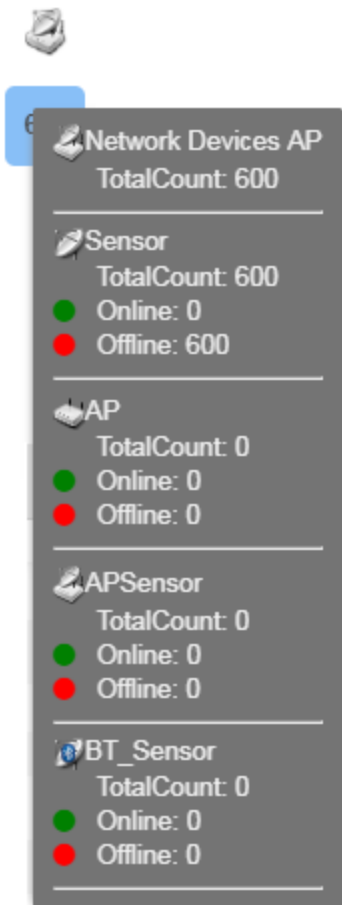 Network Devices AP
TotalCount: 600
Sensor
TotalCount: 600
Online: 0
Offline: 600
AP
TotalCount: 0
Online: 0
Offline: 0
APSensor
TotalCount: 0
Online: 0
Offline: 0
BT_Sensor
TotalCount: 0
Online: 0
Offline: 0